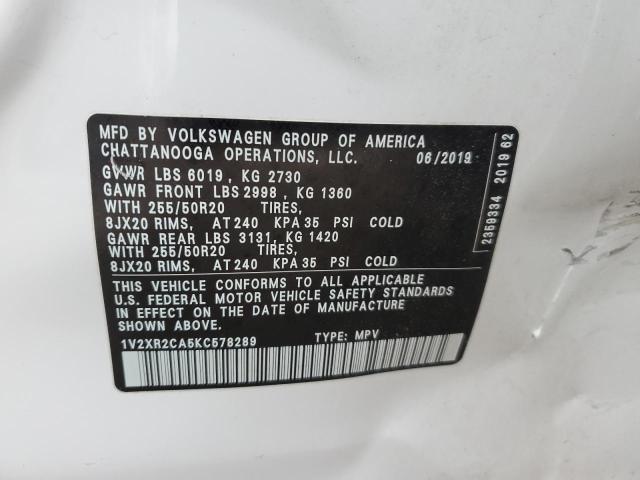 MFD BY VOLKSWAGEN GROUP OF AMERICA
CHATTANOOGA OPERATIONS, LLC. 06/2019
GVWR LBS 6019, KG 2730
GAWR FRONT LBS 2998, KG 1360
WITH 255/50R20 TIRES,
8JX20 RIMS, AT 240 KPA 35 PSI COLD
GAWR REAR LBS 3131, KG 1420
WITH 255/50R20 TIRES,
8JX20 RIMS, AT 240 KPA 35 PSI COLD
THIS VEHICLE CONFORMS TO ALL APPLICABLE
U.S. FEDERAL MOTOR VEHICLE SAFETY STANDARDS
IN EFFECT ON THE DATE OF MANUFACTURE
SHOWN ABOVE.
1V2XR2CA5KC578289 TYPE: MPV
2359334 2019 62